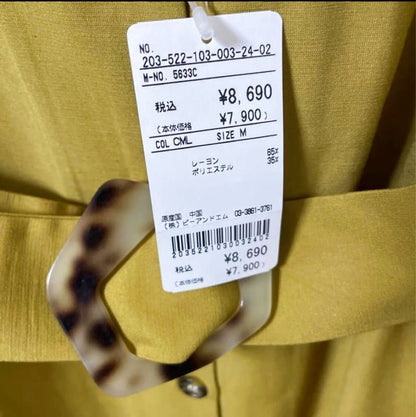 NO.
203-522-103-003-24-02
M-NO. 5633C
税込 ¥8,690
(本体価格 ¥7,900)
COL CML SIZE M
レーヨン 65%
ポリエステル 35%
原産国 中国 03-3861-3761
(株)ビーアンドエム
2035221030032402
税込 ¥8,690
(本体価格 ¥7,900)